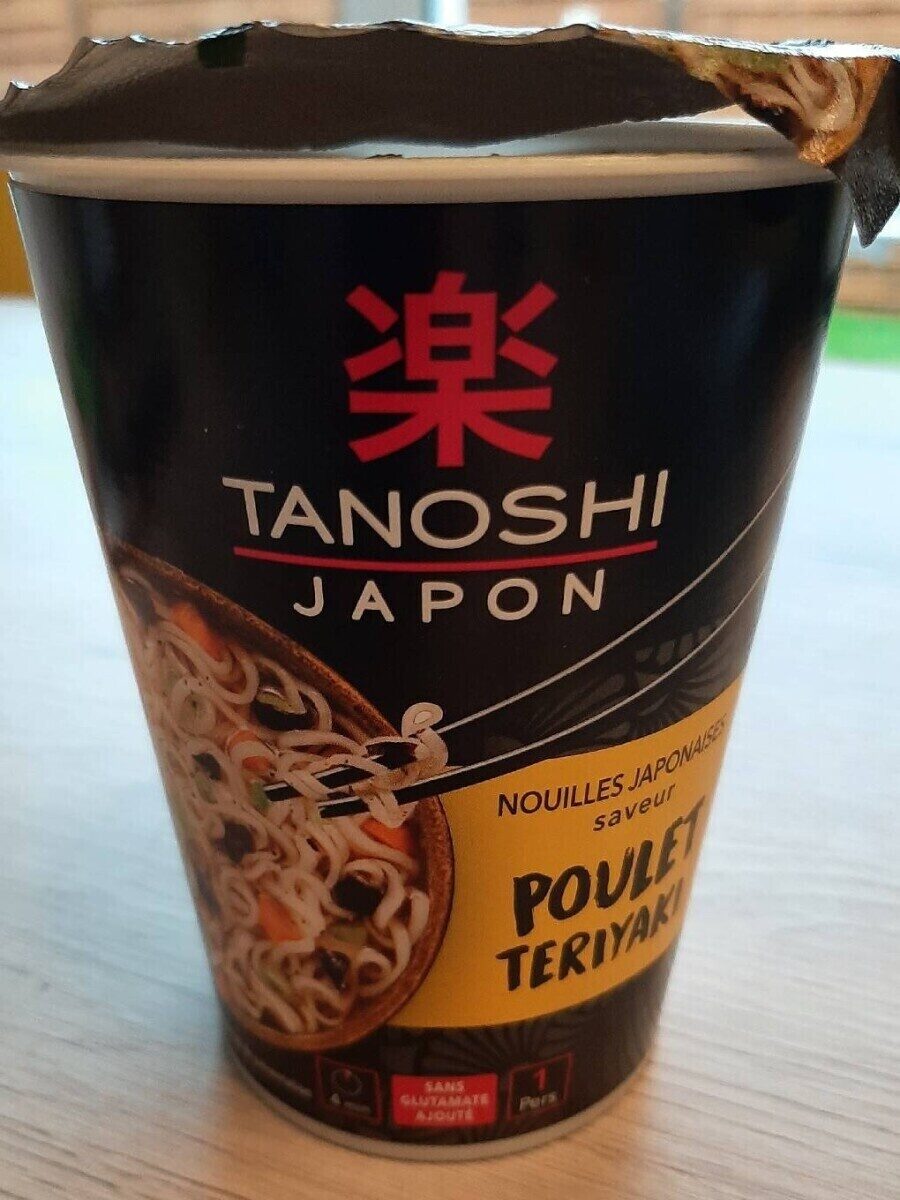 楽
TANOSHI
JAPON
NOUILLES JAPONAISES
saveur
POULET
TERIYAKI
SANS
GLUTAMATE
AJOUTÉ
1
Pers